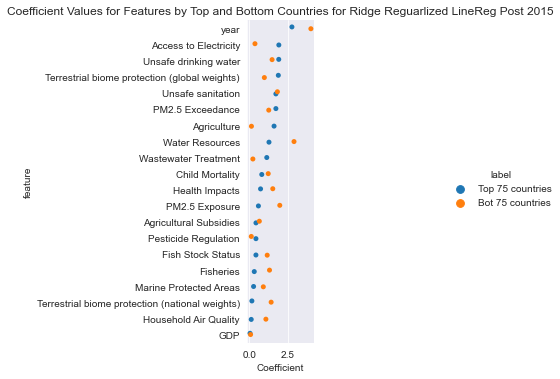 Coefficient Values for Features by Top and Bottom Countries for Ridge Reguarlized LineReg Post 2015
year
Access to Electricity
Unsafe drinking water
Terrestrial biome protection (global weights)
Unsafe sanitation
PM2.5 Exceedance
Agriculture
Water Resources
Wastewater Treatment
Child Mortality
Health Impacts
PM2.5 Exposure
Agricultural Subsidies
Pesticide Regulation
Fish Stock Status
Fisheries
Marine Protected Areas
Terrestrial biome protection (national weights)
Household Air Quality
GDP
feature
0.0 2.5
Coefficient
label
Top 75 countries
Bot 75 countries